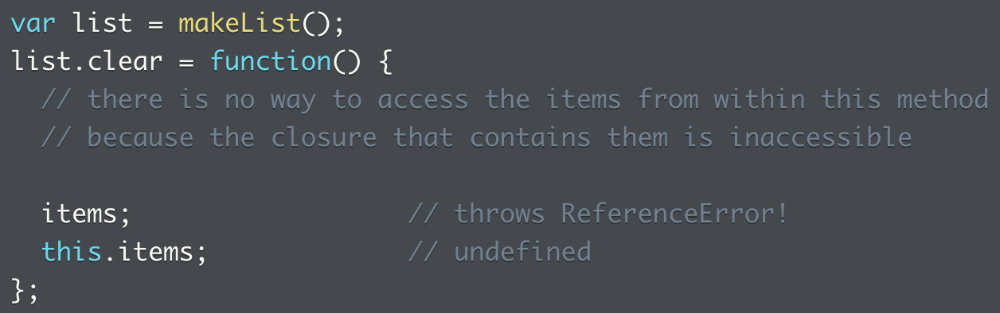 var list = makeList();
list.clear = function() {
  // there is no way to access the items from within this method
  // because the closure that contains them is inaccessible

  items;                  // throws ReferenceError!
  this.items;             // undefined
};